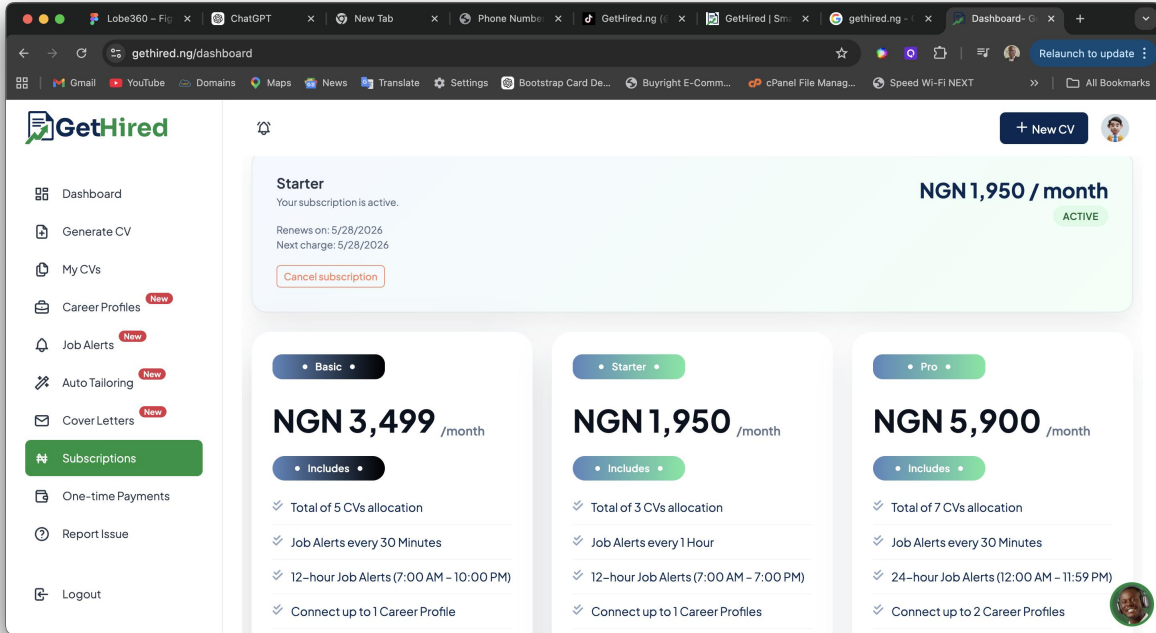 Lobe360 – Fig
ChatGPT
New Tab
Phone Number
GetHired.ng (@
GetHired | Sma
gethired.ng - G
Dashboard- Ge
gethired.ng/dashboard
Relaunch to update
Gmail
YouTube
Domains
Maps
News
Translate
Settings
Bootstrap Card De...
Buyright E-Comm...
cPanel File Manag...
Speed Wi-Fi NEXT
All Bookmarks
GetHired
+ New CV
Dashboard
Generate CV
My CVs
Career Profiles New
Job Alerts New
Auto Tailoring New
Cover Letters New
Subscriptions
One-time Payments
Report Issue
Logout
Starter
Your subscription is active.
Renews on: 5/28/2026
Next charge: 5/28/2026
Cancel subscription
NGN 1,950 / month
ACTIVE
• Basic •
NGN 3,499 /month
• Includes •
Total of 5 CVs allocation
Job Alerts every 30 Minutes
12–hour Job Alerts (7:00 AM – 10:00 PM)
Connect up to 1 Career Profile
• Starter •
NGN 1,950 /month
• Includes •
Total of 3 CVs allocation
Job Alerts every 1 Hour
12–hour Job Alerts (7:00 AM – 7:00 PM)
Connect up to 1 Career Profiles
• Pro •
NGN 5,900 /month
• Includes •
Total of 7 CVs allocation
Job Alerts every 30 Minutes
24–hour Job Alerts (12:00 AM – 11:59 PM)
Connect up to 2 Career Profiles